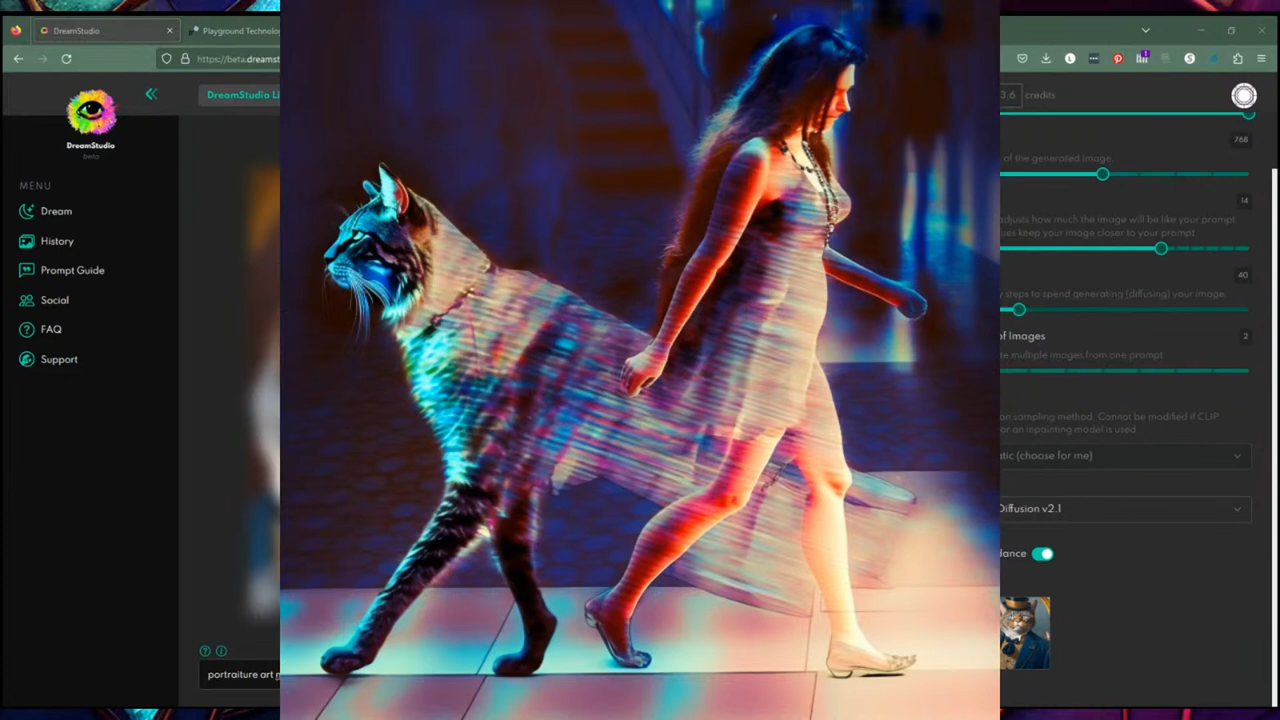 DreamStudio
Playground Technolo
https://beta.dreamst
DreamStudio
beta
DreamStudio Li
3.6 credits
MENU
Dream
History
Prompt Guide
Social
FAQ
Support
768
of the generated image.
14
adjusts how much the image will be like your prompt
ues keep your image closer to your prompt
40
y steps to spend generating (diffusing) your image.
of Images
2
te multiple images from one prompt
on sampling method. Cannot be modified if CLIP
or an inpainting model is used
tic (choose for me)
Diffusion v2.1
dance
portraiture art